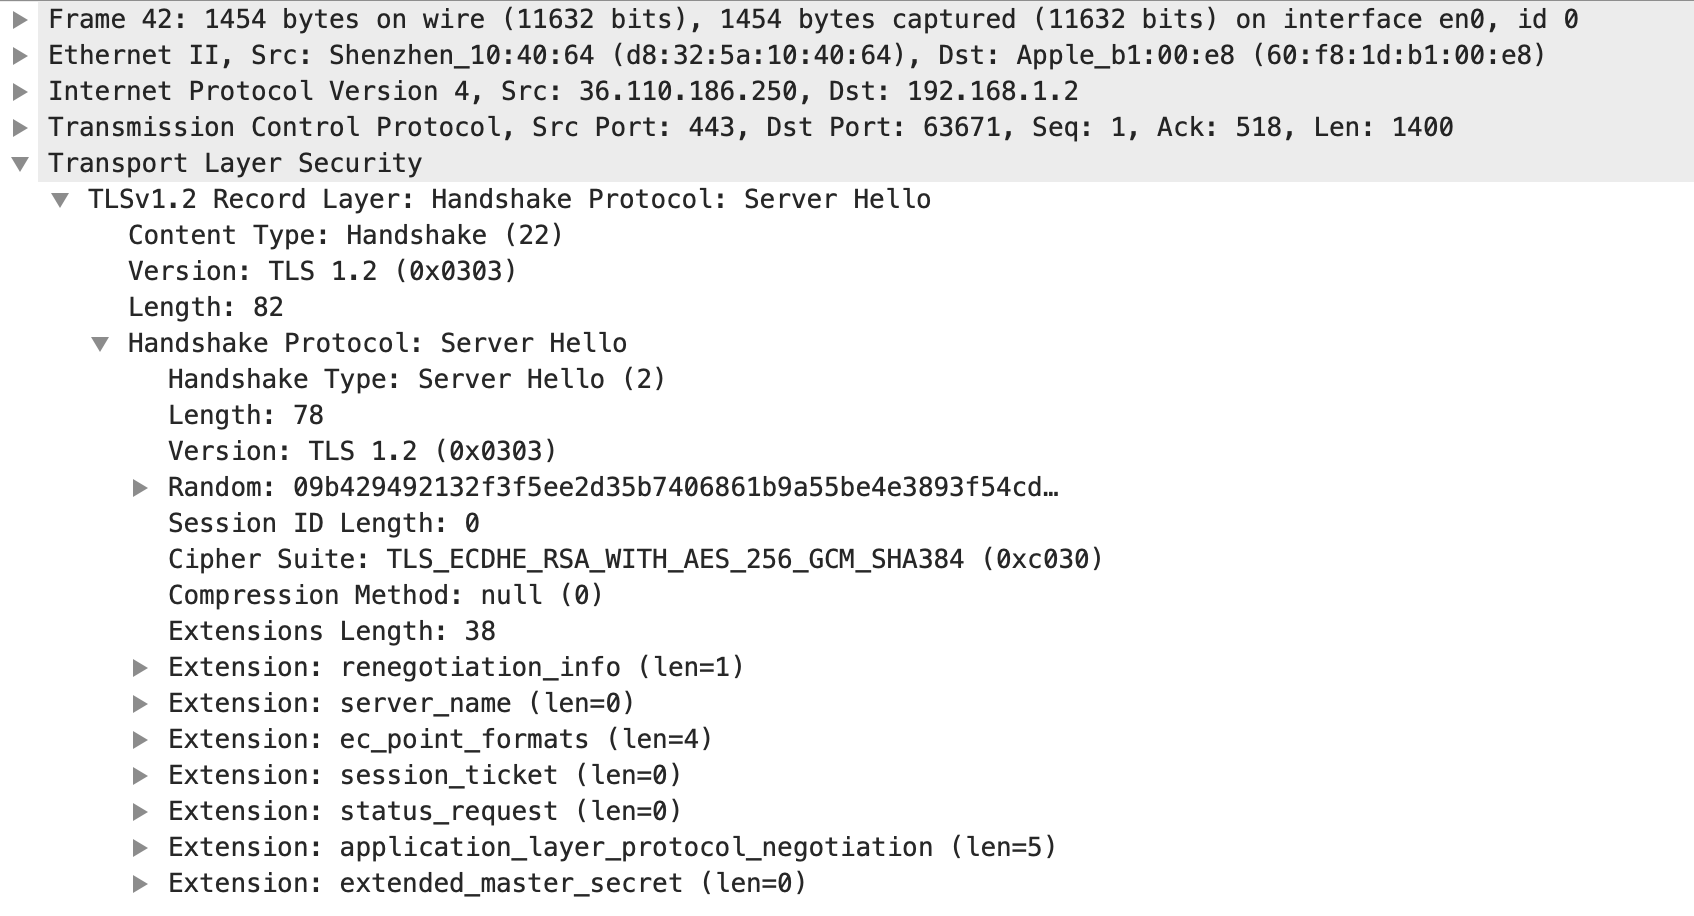 Frame 42: 1454 bytes on wire (11632 bits), 1454 bytes captured (11632 bits) on interface en0, id 0
Ethernet II, Src: Shenzhen_10:40:64 (d8:32:5a:10:40:64), Dst: Apple_b1:00:e8 (60:f8:1d:b1:00:e8)
Internet Protocol Version 4, Src: 36.110.186.250, Dst: 192.168.1.2
Transmission Control Protocol, Src Port: 443, Dst Port: 63671, Seq: 1, Ack: 518, Len: 1400
Transport Layer Security
TLSv1.2 Record Layer: Handshake Protocol: Server Hello
Content Type: Handshake (22)
Version: TLS 1.2 (0x0303)
Length: 82
Handshake Protocol: Server Hello
Handshake Type: Server Hello (2)
Length: 78
Version: TLS 1.2 (0x0303)
Random: 09b429492132f3f5ee2d35b7406861b9a55be4e3893f54cd…
Session ID Length: 0
Cipher Suite: TLS_ECDHE_RSA_WITH_AES_256_GCM_SHA384 (0xc030)
Compression Method: null (0)
Extensions Length: 38
Extension: renegotiation_info (len=1)
Extension: server_name (len=0)
Extension: ec_point_formats (len=4)
Extension: session_ticket (len=0)
Extension: status_request (len=0)
Extension: application_layer_protocol_negotiation (len=5)
Extension: extended_master_secret (len=0)